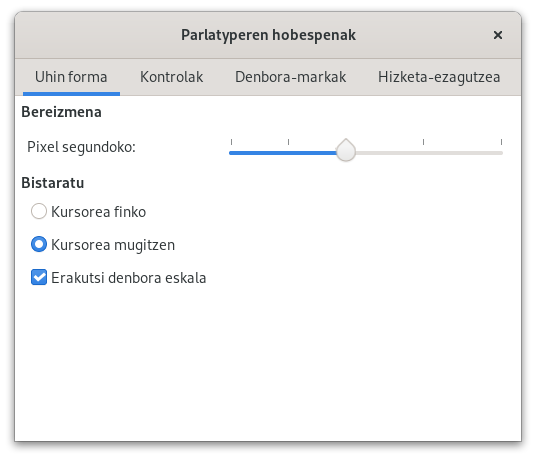 Parlatyperen hobespenak
Uhin forma Kontrolak Denbora-markak Hizketa-ezagutzea
Bereizmena
Pixel segundoko:
Bistaratu
Kursorea finko
Kursorea mugitzen
Erakutsi denbora eskala